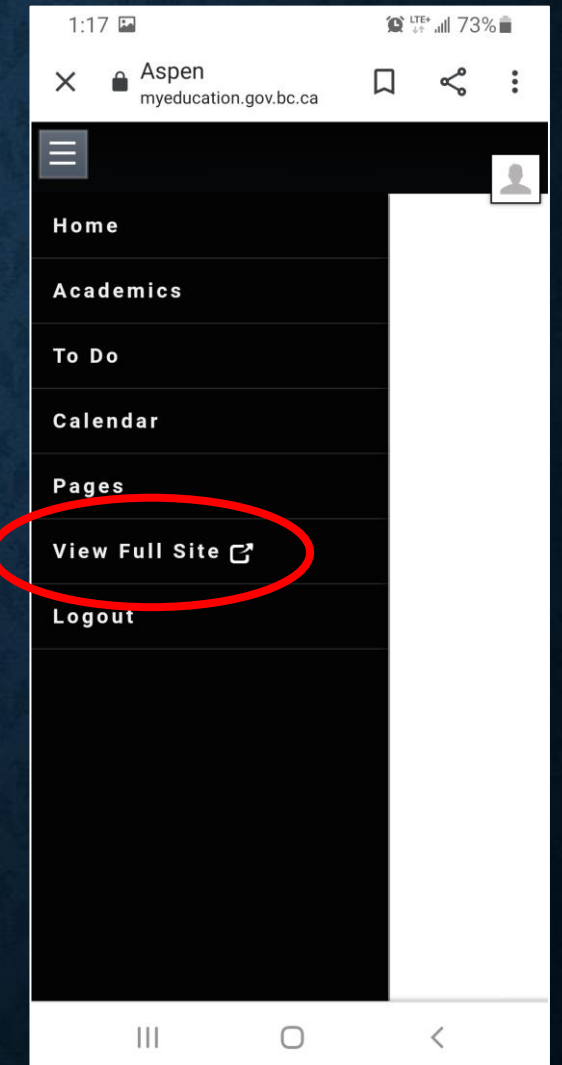 1:17 LTE+ 73%
Aspen
myeducation.gov.bc.ca
Home
Academics
To Do
Calendar
Pages
View Full Site
Logout